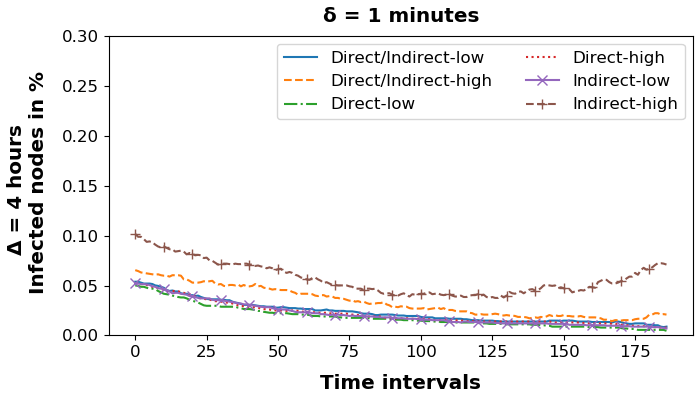 δ = 1 minutes
Δ = 4 hours
Infected nodes in %
0.30
0.25
0.20
0.15
0.10
0.05
0.00
Direct/Indirect-low
Direct/Indirect-high
Direct-low
Direct-high
Indirect-low
Indirect-high
0 25 50 75 100 125 150 175
Time intervals